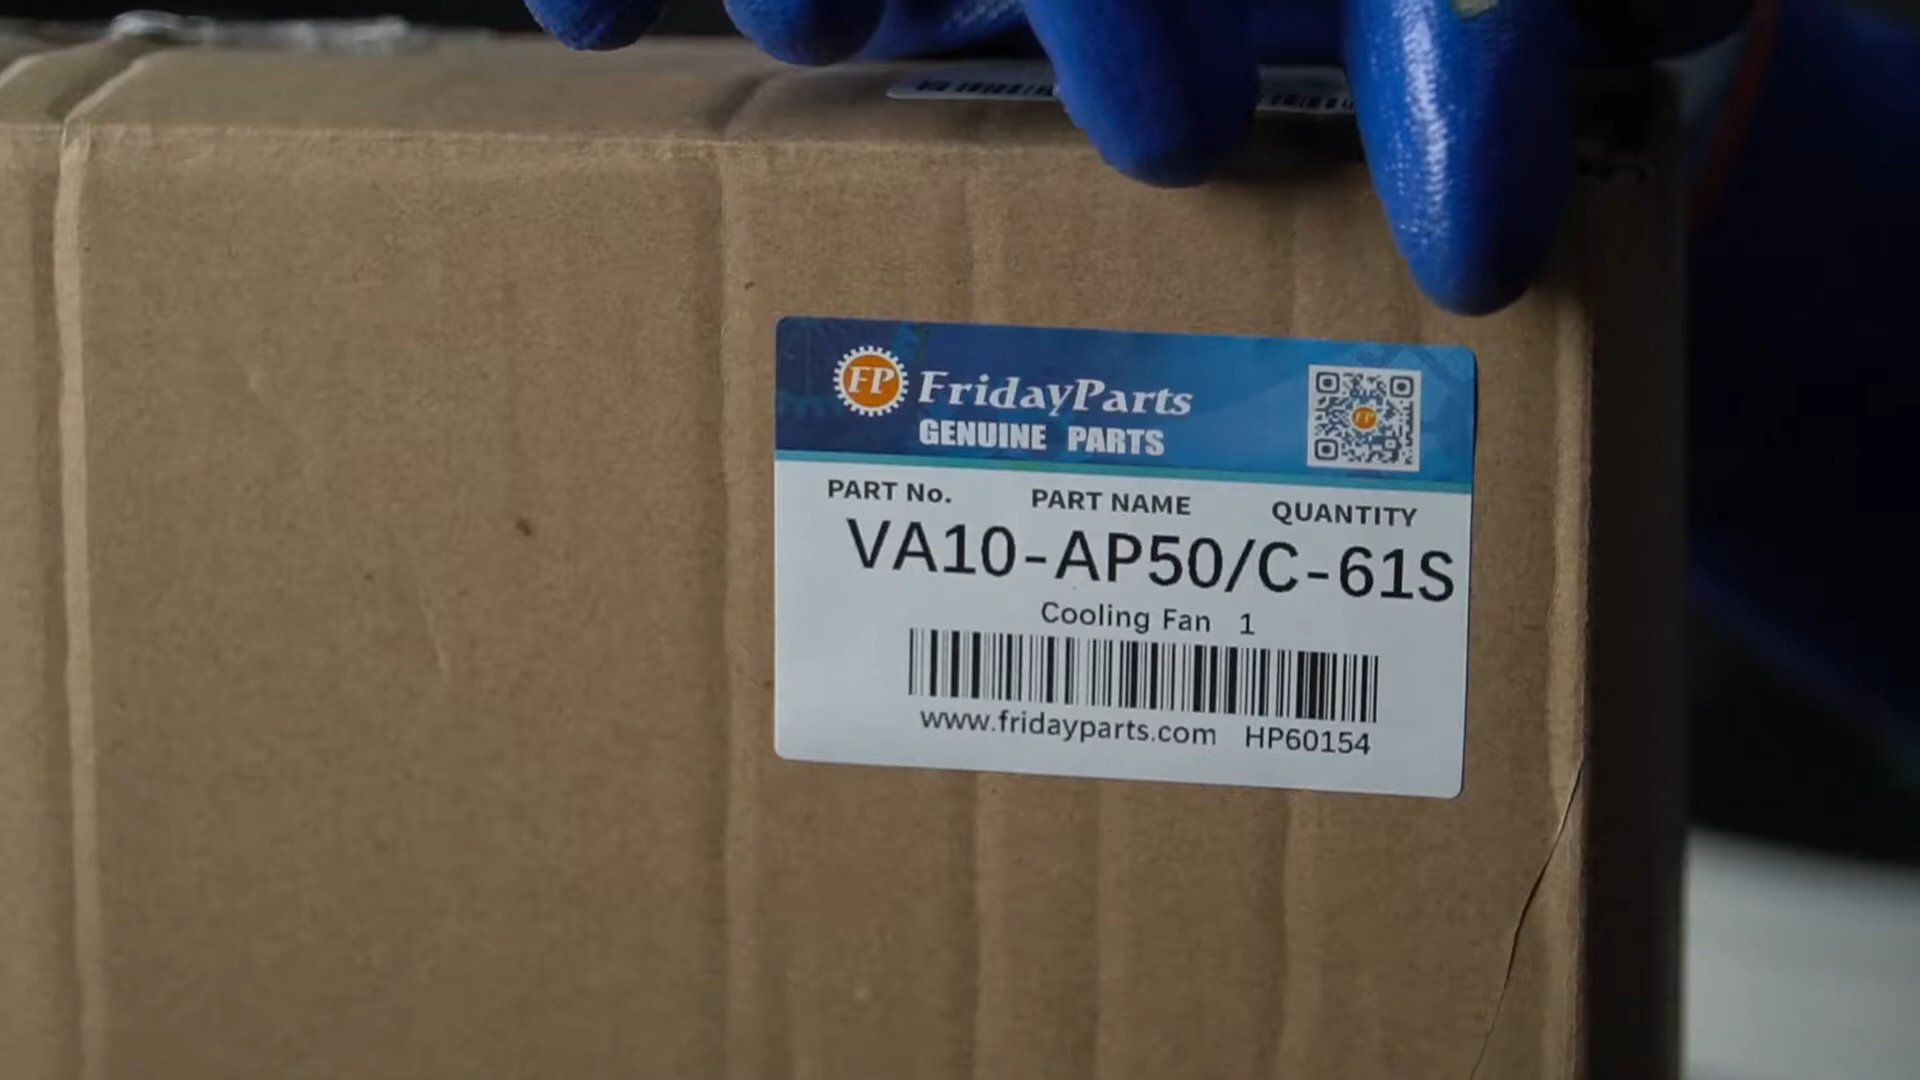 FP FridayParts
GENUINE PARTS
PART No. PART NAME QUANTITY
VA10-AP50/C-61S
Cooling Fan 1
www.fridayparts.com HP60154